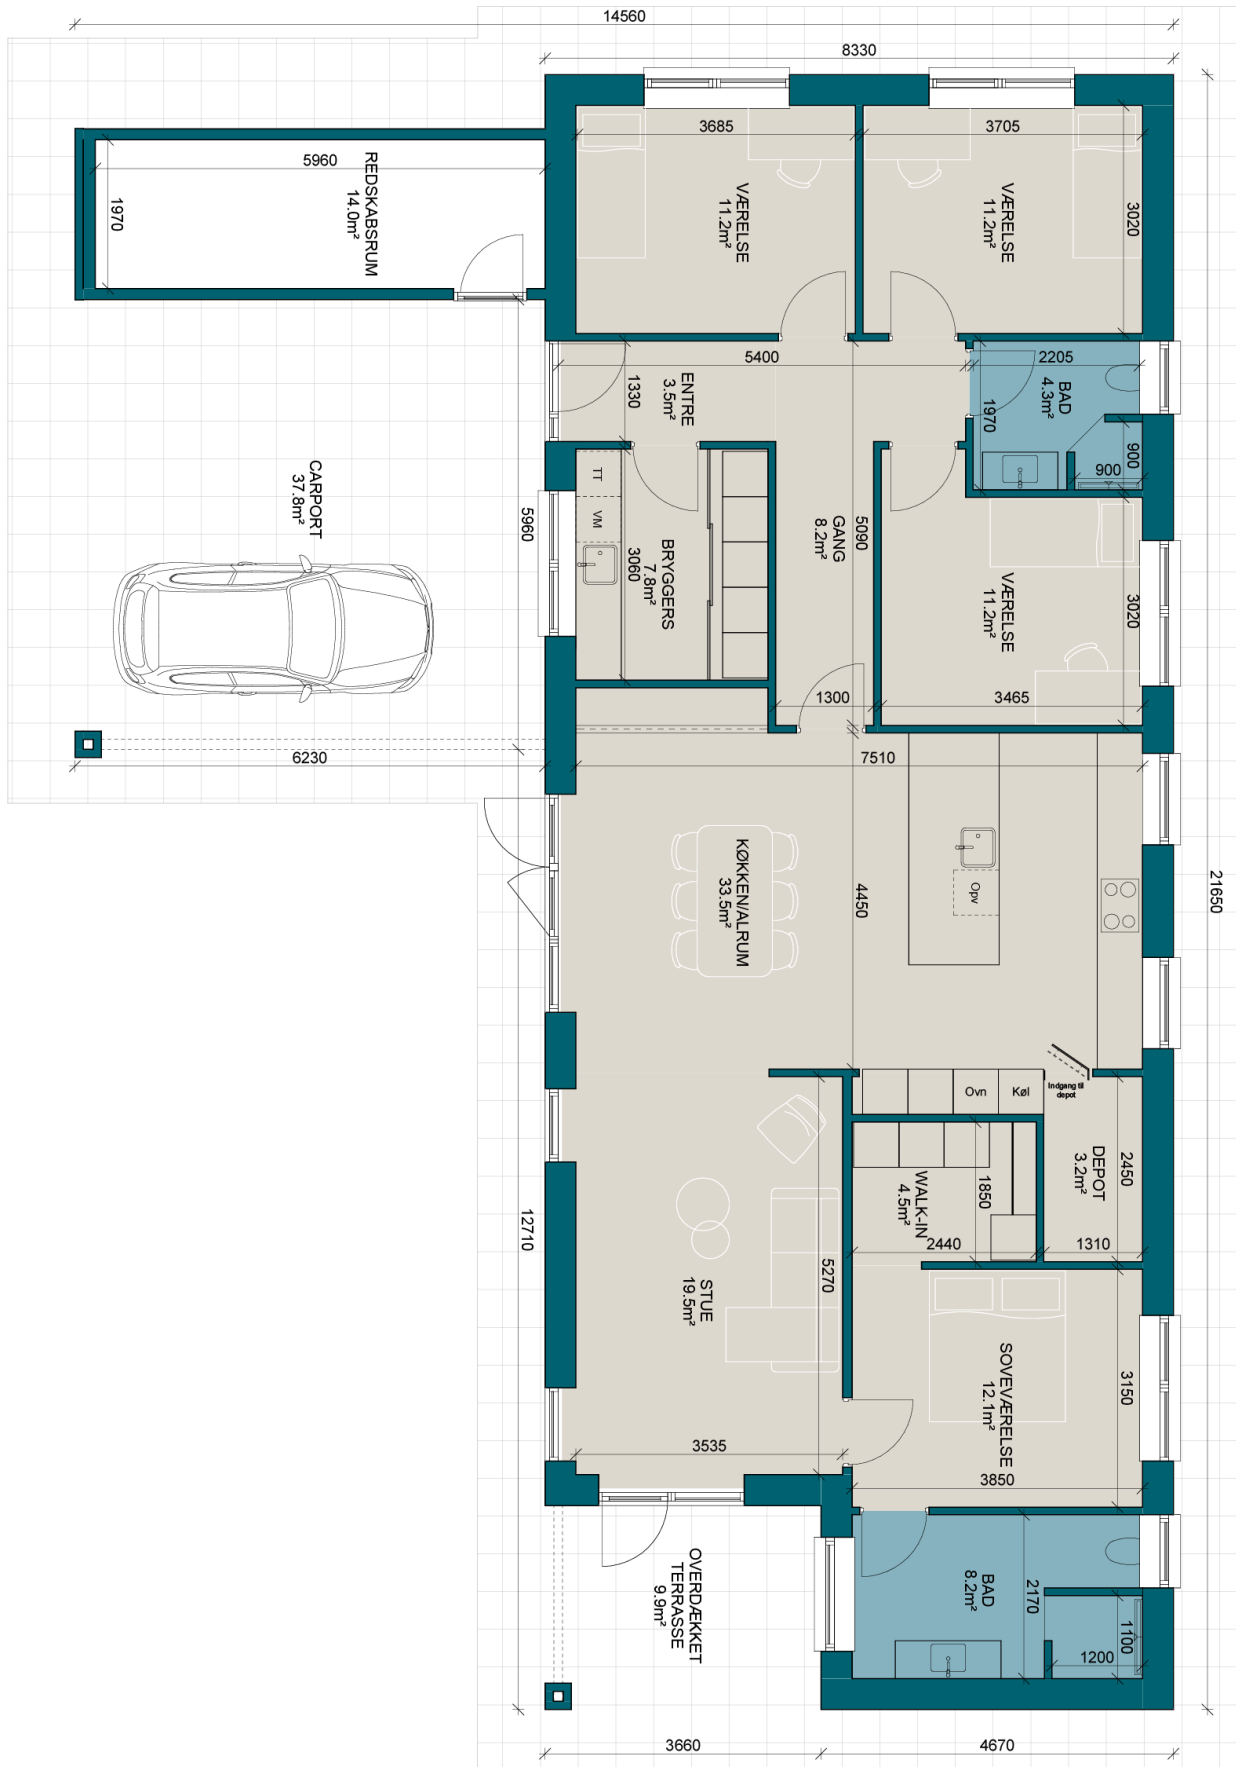 14560
8330
3685
3705
5960
REDSKABSRUM
14.0m²
1970
VÆRELSE
11.2m²
VÆRELSE
11.2m²
3020
5400
2205
1330
ENTRE
3.5m²
BAD
4.3m²
1970
900
900
CARPORT
37.8m²
5960
TT
VM
BRYGGERS
7.8m²
3060
GANG
8.2m²
5090
VÆRELSE
11.2m²
3020
1300
3465
6230
7510
KØKKEN/ALRUM
33.5m²
4450
Opv
21650
Ovn
Køl
Indgang til
depot
DEPOT
3.2m²
2450
WALK-IN
4.5m²
1850
2440
1310
12710
STUE
19.5m²
5270
SOVEVÆRELSE
12.1m²
3150
3535
3850
OVERDÆKKET
TERRASSE
9.9m²
BAD
8.2m²
2170
1100
1200
3660
4670